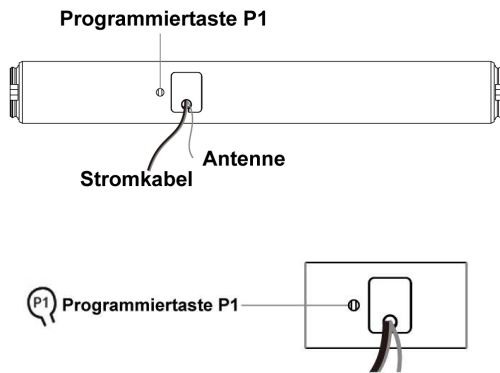 Programmiertaste P1
Antenne
Stromkabel
P1 Programmiertaste P1